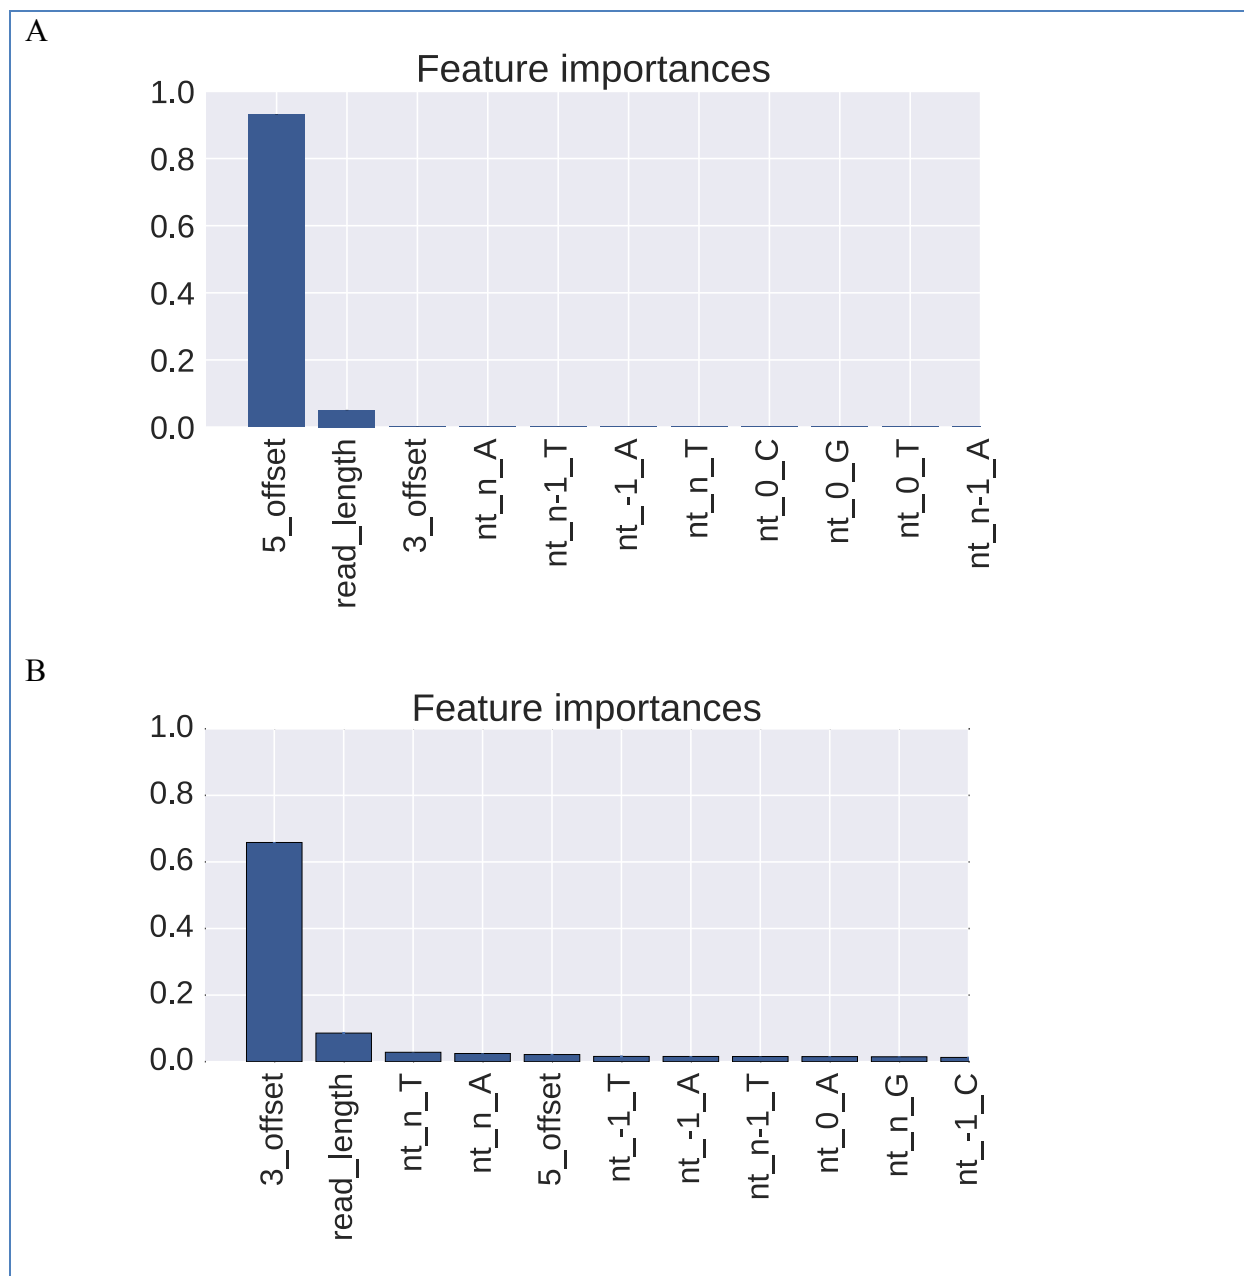 A
Feature importances
1.0
0.8
0.6
0.4
0.2
0.0
5_offset
read_length
3_offset
nt_n_A
nt_n-1_T
nt_-1_A
nt_n_T
nt_0_C
nt_0_G
nt_0_T
nt_n-1_A
B
Feature importances
1.0
0.8
0.6
0.4
0.2
0.0
3_offset
read_length
nt_n_T
nt_n_A
5_offset
nt_-1_T
nt_-1_A
nt_n-1_T
nt_0_A
nt_n_G
nt_-1_C